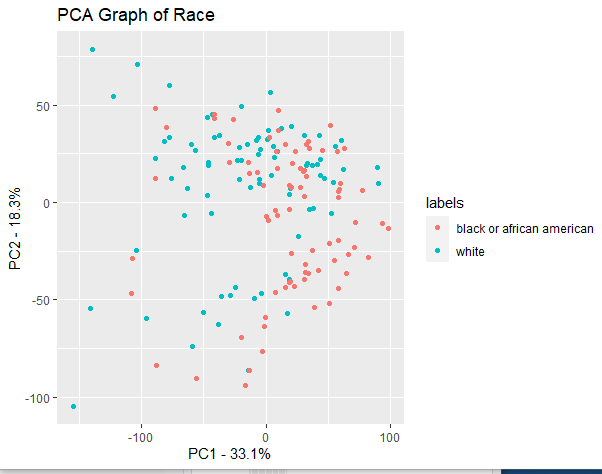 PCA Graph of Race
50
0
-50
-100
PC2 - 18.3%
-100
0
100
PC1 - 33.1%
labels
black or african american
white